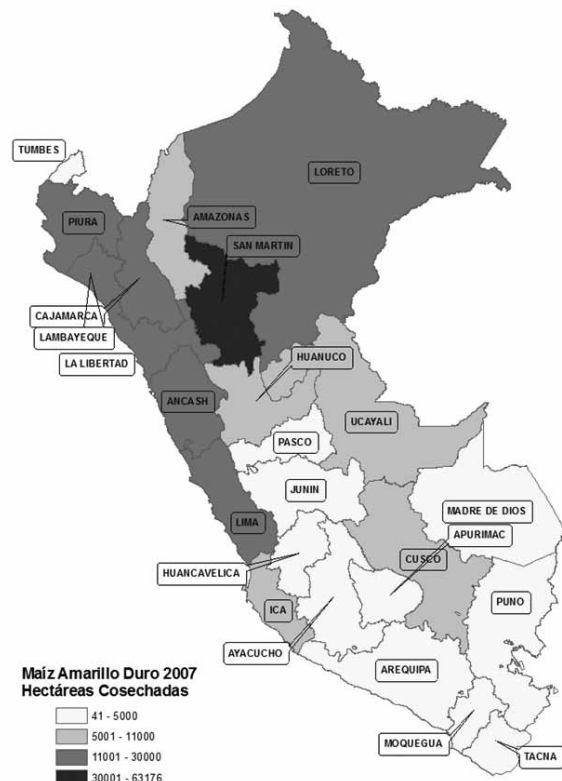 TUMBES
LORETO
PIURA
AMAZONAS
SAN MARTIN
CAJAMARCA
LAMBAYEQUE
LA LIBERTAD
HUANUCO
ANCASH
UCAYALI
PASCO
JUNIN
MADRE DE DIOS
LIMA
APURIMAC
CUSCO
HUANCAVELICA
PUNO
ICA
AYACUCHO
AREQUIPA
Maíz Amarillo Duro 2007
Hectáreas Cosechadas
41 - 5000
5001 - 11000
11001 - 30000
30001 - 63176
MOQUEGUA
TACNA